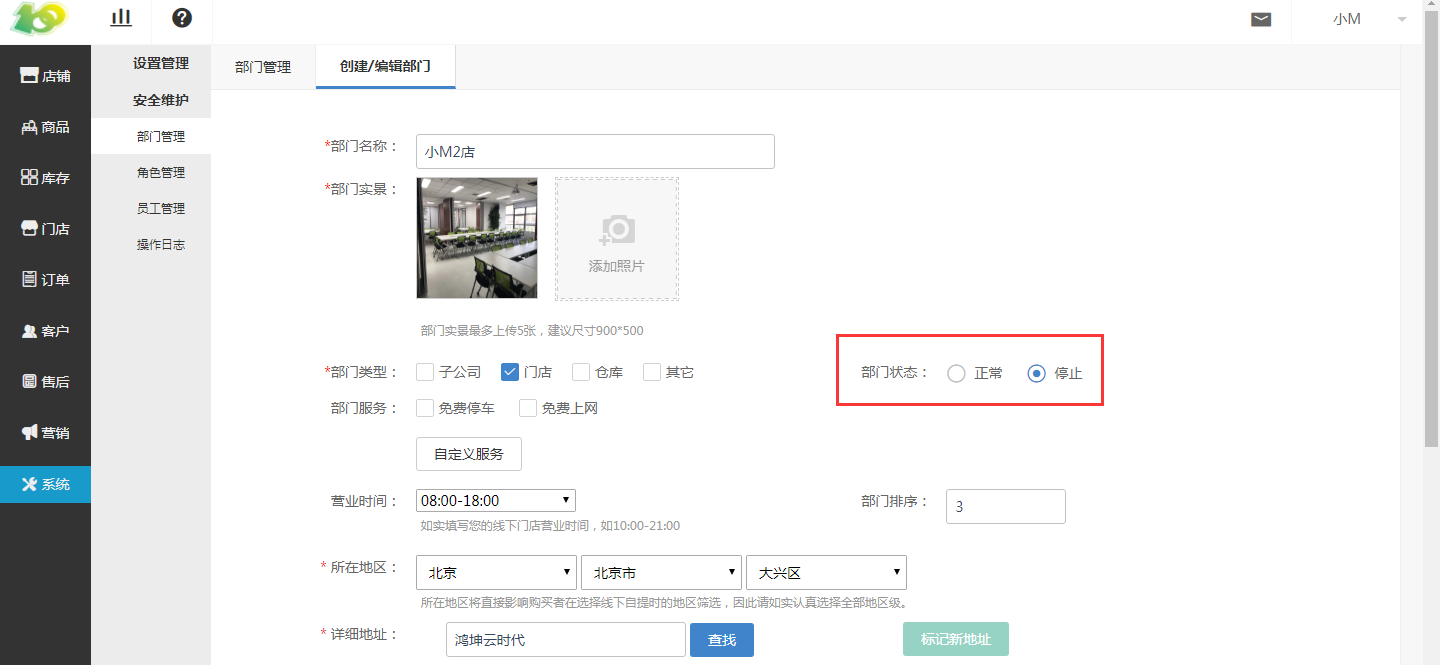 小M
店铺
商品
库存
门店
订单
客户
售后
营销
系统
设置管理
安全维护
部门管理
角色管理
员工管理
操作日志
部门管理
创建/编辑部门
*部门名称：
小M2店
*部门实景：
添加照片
部门实景最多上传5张，建议尺寸900*500
*部门类型： 子公司 门店 仓库 其它
部门状态： 正常 停止
部门服务： 免费停车 免费上网
自定义服务
营业时间： 08:00-18:00
部门排序： 3
如实填写您的线下门店营业时间，如10:00-21:00
* 所在地区： 北京 北京市 大兴区
所在地区将直接影响购买者在选择线下自提时的地区筛选，因此请如实认真选择全部地区级。
* 详细地址： 鸿坤云时代 查找 标记新地址